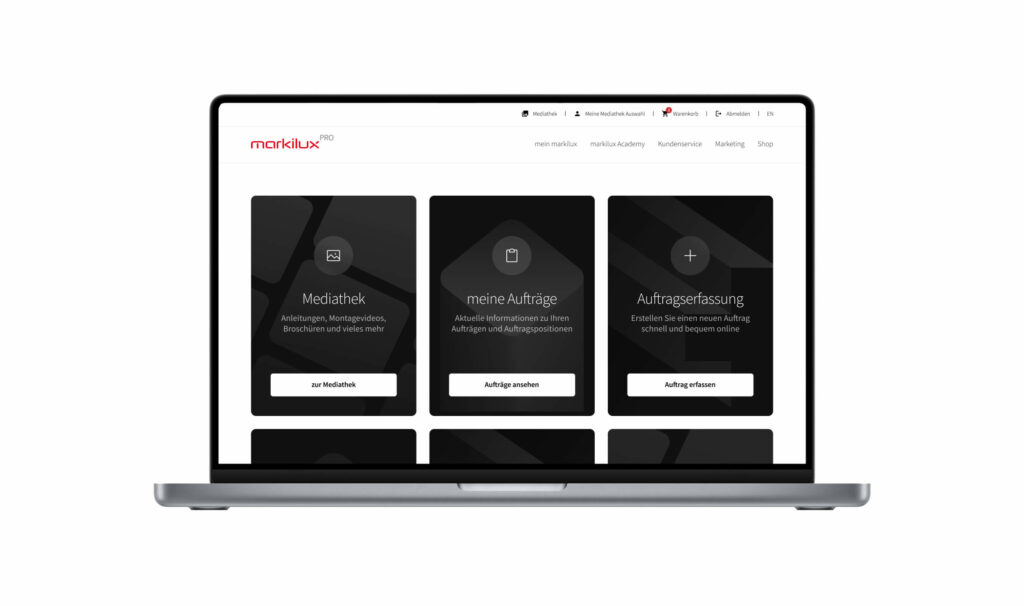 Mediathek | Meine Mediathek Auswahl | Warenkorb | Abmelden | EN
markilux PRO
mein markilux markilux Academy Kundenservice Marketing Shop
Mediathek
Anleitungen, Montagevideos,
Broschüren und vieles mehr
zur Mediathek
meine Aufträge
Aktuelle Informationen zu Ihren
Aufträgen und Auftragspositionen
Aufträge ansehen
Auftragserfassung
Erstellen Sie einen neuen Auftrag
schnell und bequem online
Auftrag erfassen